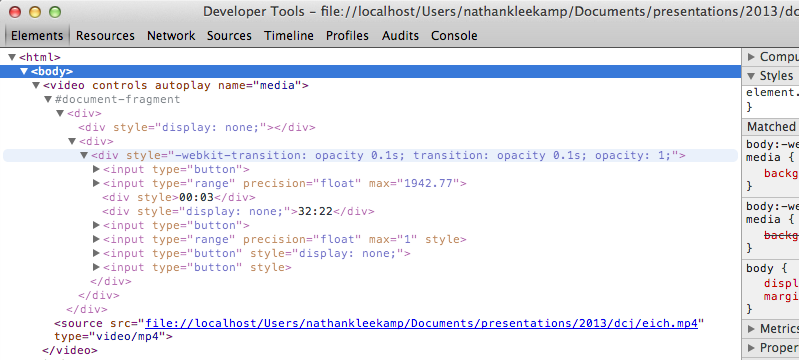 Developer Tools - file://localhost/Users/nathankleekamp/Documents/presentations/2013/dcj
Elements Resources Network Sources Timeline Profiles Audits Console
<html>
<body>
<video controls autoplay name="media">
#document-fragment
<div>
<div style="display: none;"></div>
<div>
<div style="-webkit-transition: opacity 0.1s; transition: opacity 0.1s; opacity: 1;">
<input type="button">
<input type="range" precision="float" max="1942.77">
<div style>00:03</div>
<div style="display: none;">32:22</div>
<input type="button">
<input type="range" precision="float" max="1" style>
<input type="button" style="display: none;">
<input type="button" style>
</div>
</div>
</div>
<source src="file://localhost/Users/nathankleekamp/Documents/presentations/2013/dcj/eich.mp4"
type="video/mp4">
</video>
Compu
Styles
element.
}
Matched
body:-we
media {
backg
}
body:-we
media {
backg
}
body {
displ
margi
}
Metrics
Proper